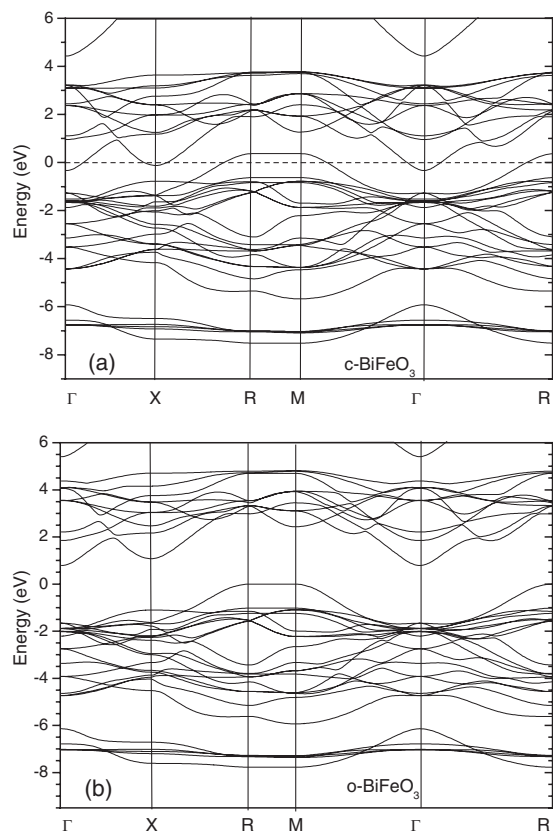 6
4
2
0
-2
-4
-6
-8
Energy (eV)
(a)
c-BiFeO₃
Γ X R M Γ R
6
4
2
0
-2
-4
-6
-8
Energy (eV)
(b)
o-BiFeO₃
Γ X R M Γ R